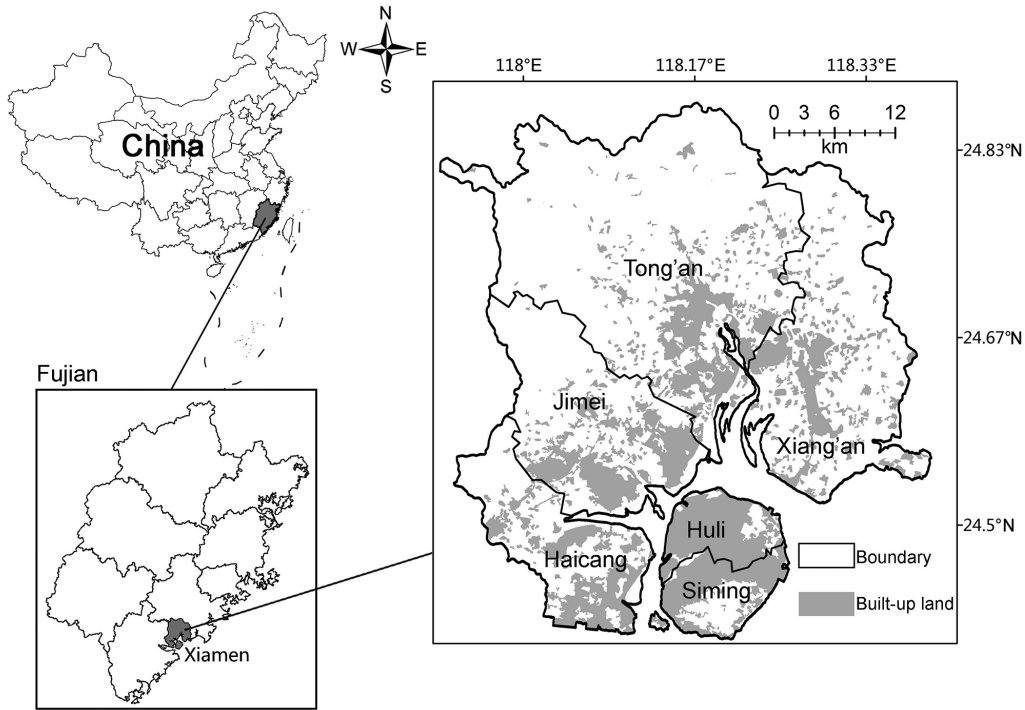 N
W E
S
China
118°E 118.17°E 118.33°E
0 3 6 12
km
24.83°N
24.67°N
24.5°N
Tong'an
Jimei
Xiang'an
Huli
Haicang
Siming
Boundary
Built-up land
Fujian
Xiamen